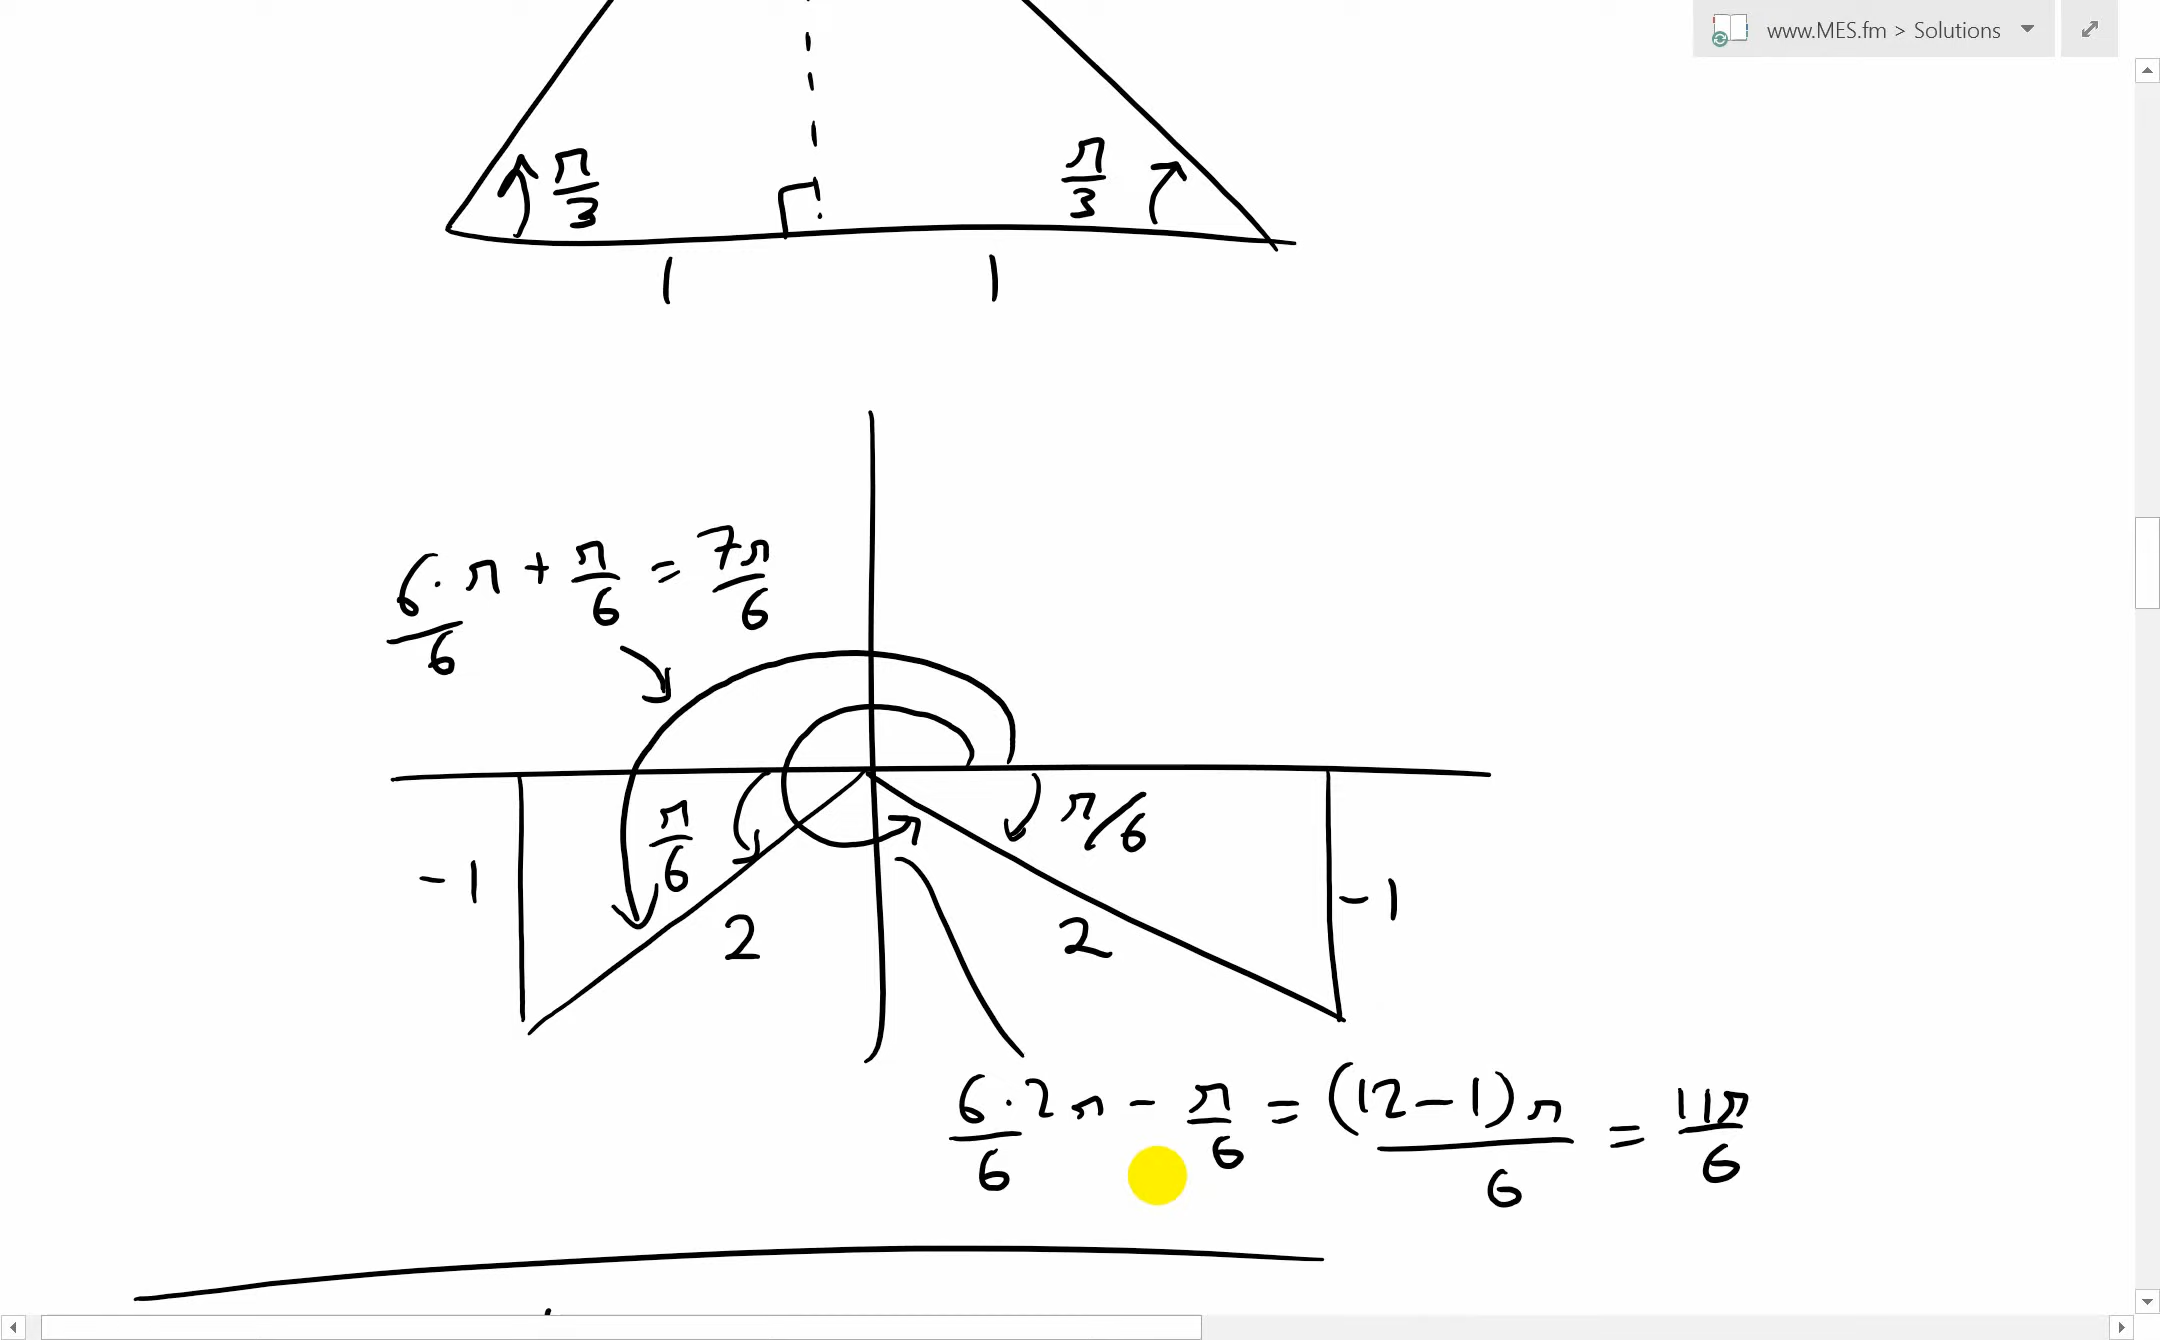 www.MES.fm > Solutions
π/3 π/3
1 1
6/6 · π + π/6 = 7π/6
π/6 π/6
-1 2 2 -1
6/6 · 2π - π/6 = (12-1)π/6 = 11π/6